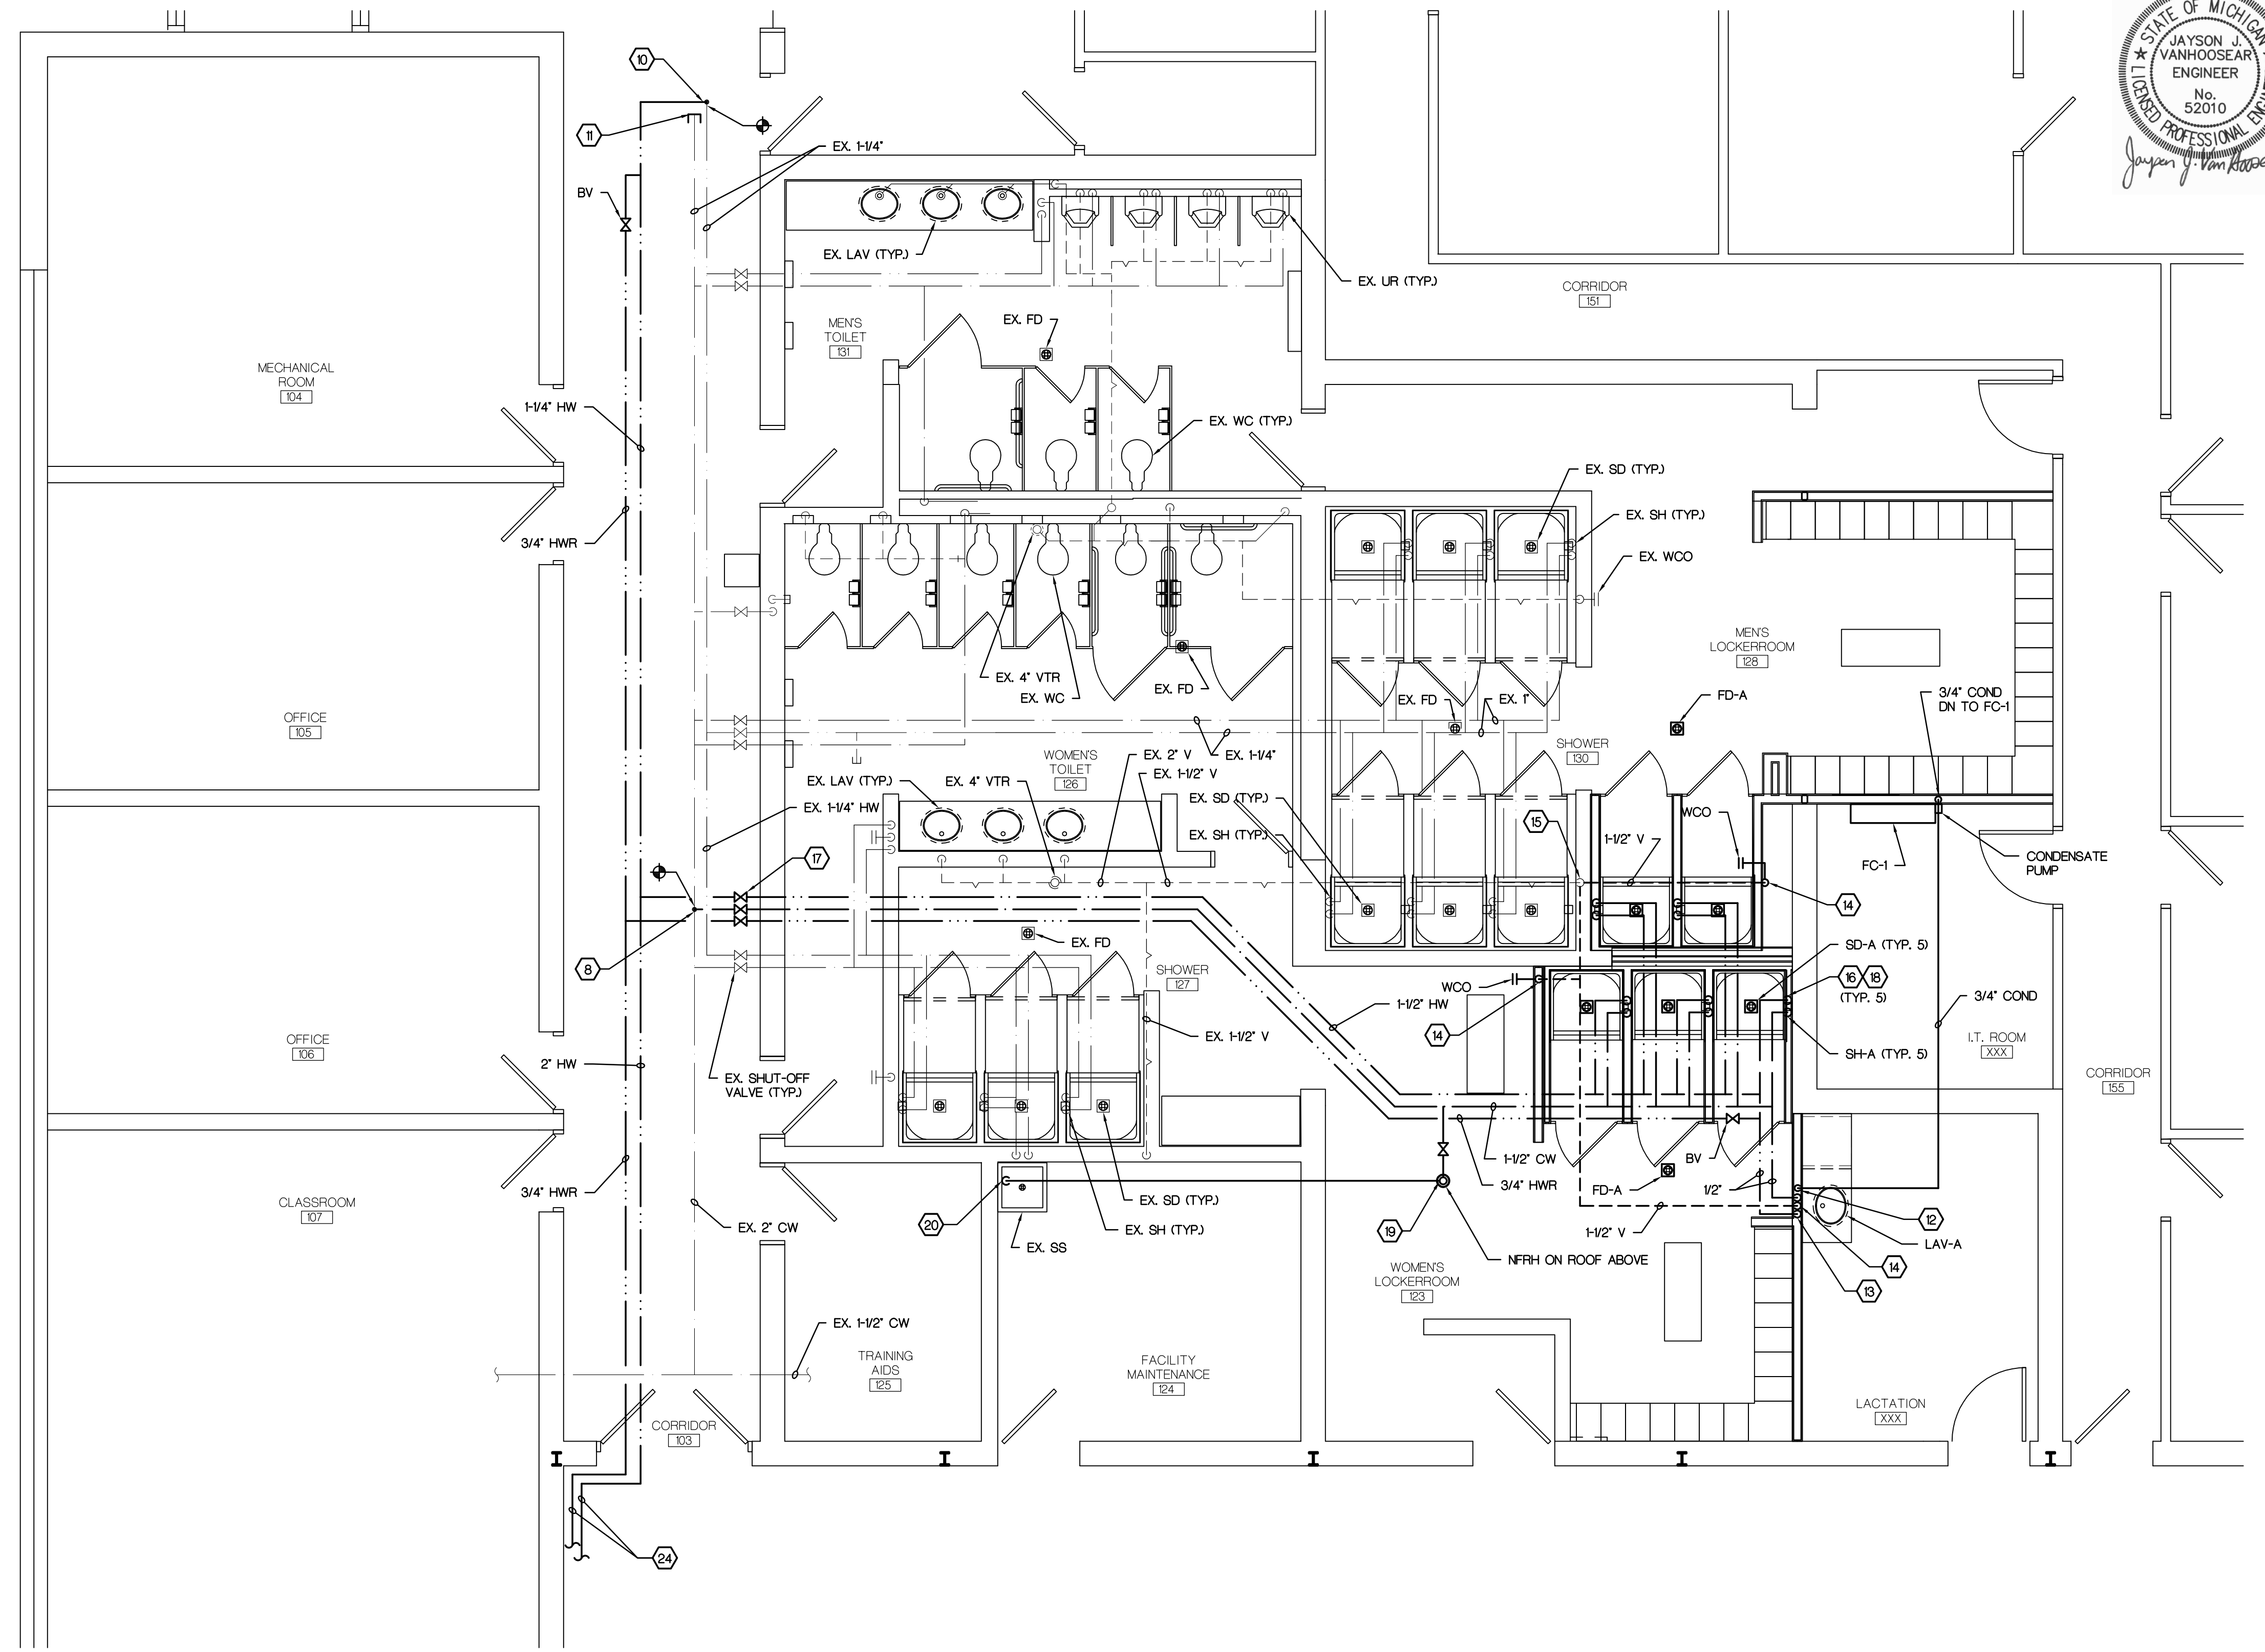 STATE OF MICHIGAN
JAYSON J.
VANHOOSEAR
ENGINEER
No.
52010
LICENSED PROFESSIONAL
10
11
EX. 1-1/4"
BV
EX. LAV (TYP.)
EX. UR (TYP.)
CORRIDOR
151
MEN'S
TOILET
131
EX. FD
MECHANICAL
ROOM
104
1-1/4" HW
EX. WC (TYP.)
EX. SD (TYP.)
3/4" HWR
EX. SH (TYP.)
EX. WCO
MEN'S
LOCKERROOM
128
EX. 4" VTR
EX. WC
EX. FD
EX. FD
EX. 1"
FD-A
3/4" COND
DN TO FC-1
OFFICE
105
SHOWER
130
WOMEN'S
TOILET
126
EX. 2" V
EX. 1-1/4"
EX. 1-1/2" V
EX. LAV (TYP.)
EX. 4" VTR
EX. SD (TYP.)
EX. 1-1/4" HW
EX. SH (TYP.)
15
WCO
1-1/2" V
FC-1
CONDENSATE
PUMP
17
14
EX. FD
SD-A (TYP. 5)
8
SHOWER
127
WCO
16
18
(TYP. 5)
1-1/2" HW
3/4" COND
14
EX. 1-1/2" V
OFFICE
106
I.T. ROOM
XXX
SH-A (TYP. 5)
2" HW
EX. SHUT-OFF
VALVE (TYP.)
CORRIDOR
155
1-1/2" CW
BV
3/4" HWR
3/4" HWR
FD-A
1/2"
CLASSROOM
107
EX. SD (TYP.)
12
EX. 2" CW
20
EX. SH (TYP.)
19
1-1/2" V
LAV-A
EX. SS
NFRH ON ROOF ABOVE
14
WOMEN'S
LOCKERROOM
123
13
EX. 1-1/2" CW
TRAINING
AIDS
125
FACILITY
MAINTENANCE
124
LACTATION
XXX
CORRIDOR
103
24